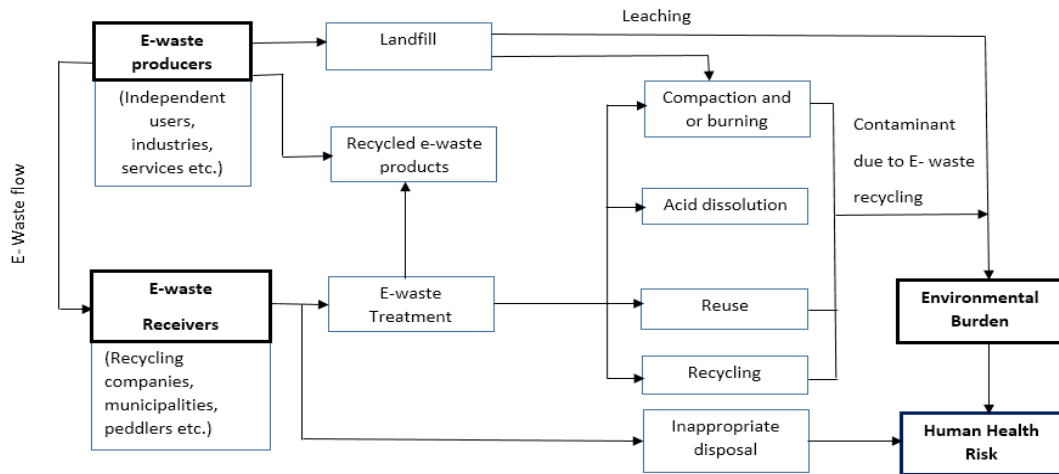 Leaching
E-waste
producers
Landfill
(Independent
users,
industries,
services etc.)
Compaction and
or burning
Contaminant
due to E- waste
recycling
Recycled e-waste
products
Acid dissolution
E- Waste flow
E-waste
Receivers
E-waste
Treatment
Reuse
Environmental
Burden
(Recycling
companies,
municipalities,
peddlers etc.)
Recycling
Inappropriate
disposal
Human Health
Risk